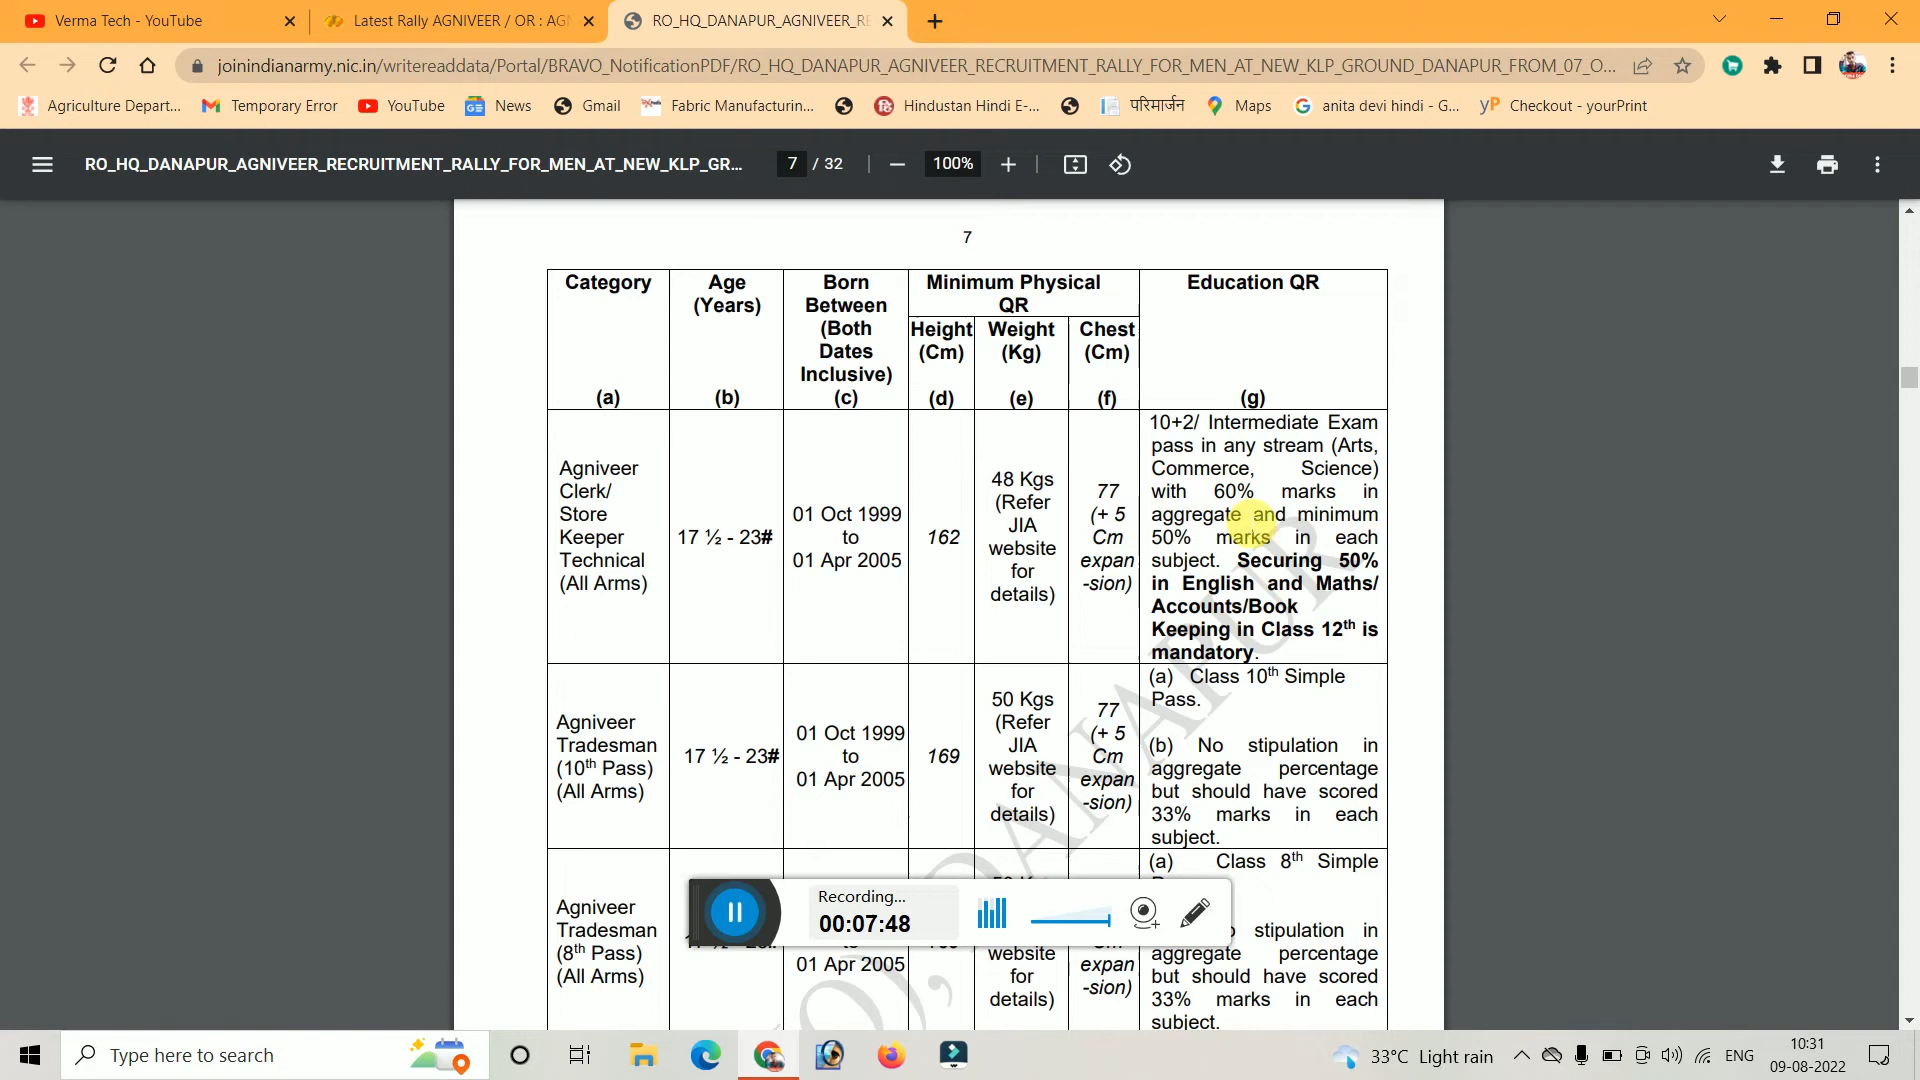 Verma Tech - YouTube
Latest Rally AGNIVEER / OR : AGN
RO_HQ_DANAPUR_AGNIVEER_RE
joinindianarmy.nic.in/writereaddata/Portal/BRAVO_NotificationPDF/RO_HQ_DANAPUR_AGNIVEER_RECRUITMENT_RALLY_FOR_MEN_AT_NEW_KLP_GROUND_DANAPUR_FROM_07_O...
Agriculture Depart...
Temporary Error
YouTube
News
Gmail
Fabric Manufacturin...
Hindustan Hindi E-...
परिमार्जन
Maps
anita devi hindi - G...
yP Checkout - yourPrint
RO_HQ_DANAPUR_AGNIVEER_RECRUITMENT_RALLY_FOR_MEN_AT_NEW_KLP_GR...
7 / 32
100%
7
Category
(a)
Age
(Years)
(b)
Born
Between
(Both
Dates
Inclusive)
(c)
Minimum Physical
QR
Height
(Cm)
(d)
Weight
(Kg)
(e)
Chest
(Cm)
(f)
Education QR
(g)
Agniveer
Clerk/
Store
Keeper
Technical
(All Arms)
17 ½ - 23#
01 Oct 1999
to
01 Apr 2005
162
48 Kgs
(Refer
JIA
website
for
details)
77
(+ 5
Cm
expan
-sion)
10+2/ Intermediate Exam
pass in any stream (Arts,
Commerce, Science)
with 60% marks in
aggregate and minimum
50% marks in each
subject. Securing 50%
in English and Maths/
Accounts/Book
Keeping in Class 12th is
mandatory.
Agniveer
Tradesman
(10th Pass)
(All Arms)
17 ½ - 23#
01 Oct 1999
to
01 Apr 2005
169
50 Kgs
(Refer
JIA
website
for
details)
77
(+ 5
Cm
expan
-sion)
(a) Class 10th Simple
Pass.
(b) No stipulation in
aggregate percentage
but should have scored
33% marks in each
subject.
Agniveer
Tradesman
(8th Pass)
(All Arms)
01 Apr 2005
website
for
details)
expan
-sion)
(a) Class 8th Simple
stipulation in
aggregate percentage
but should have scored
33% marks in each
subject.
DANAPUR
Recording...
00:07:48
Type here to search
33°C Light rain
ENG
10:31
09-08-2022